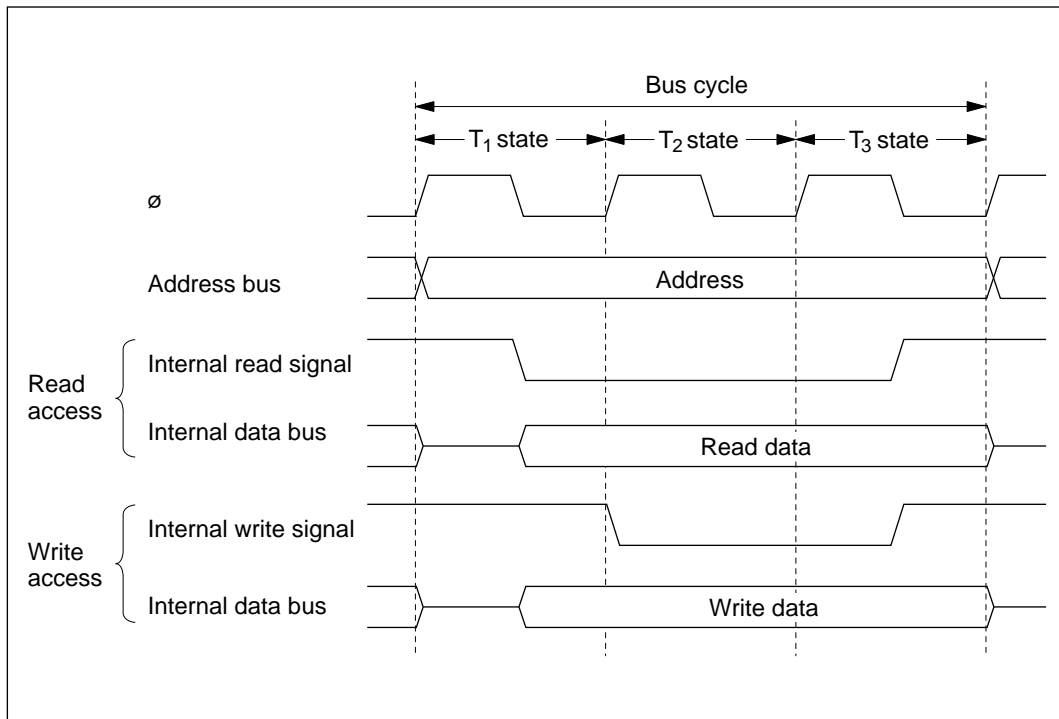 Bus cycle
T₁ state T₂ state T₃ state
ø
Address bus Address
Internal read signal
Read
access
Internal data bus Read data
Internal write signal
Write
access
Internal data bus Write data